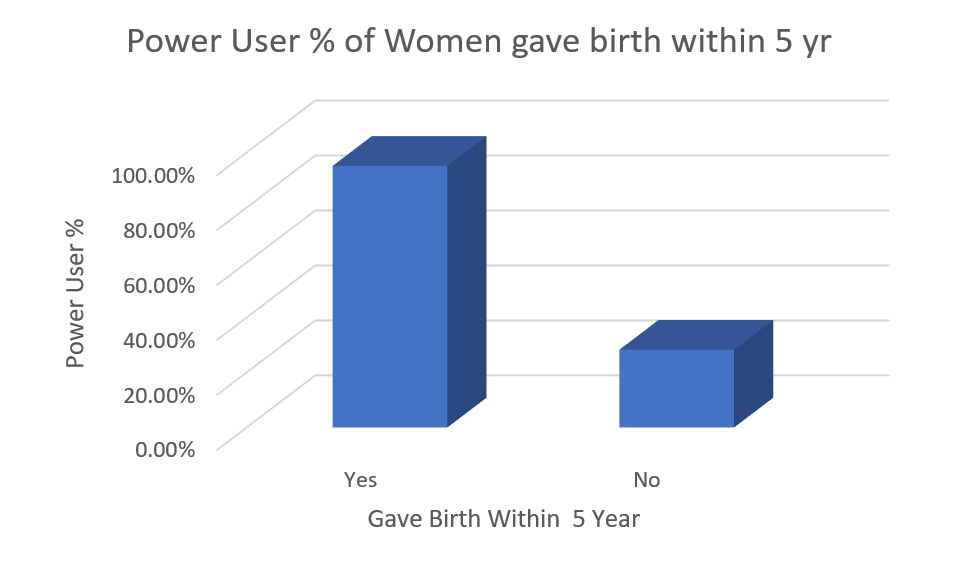 Power User % of Women gave birth within 5 yr
100.00%
80.00%
60.00%
40.00%
20.00%
0.00%
Power User %
Yes
No
Gave Birth Within  5 Year